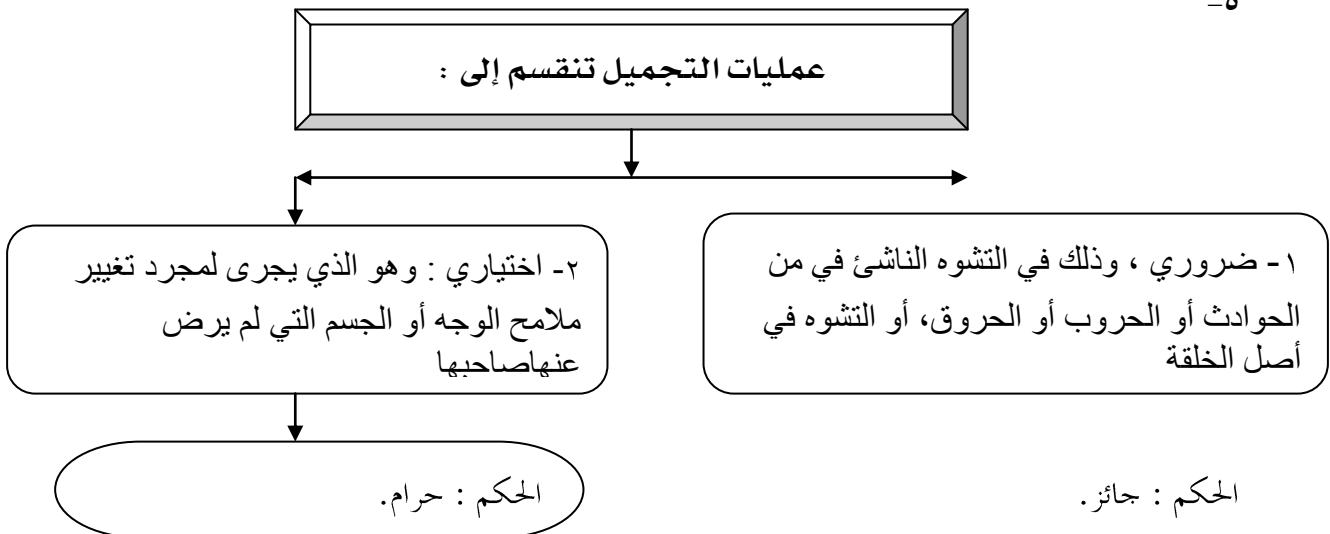 ٥-
عمليات التجميل تنقسم إلى :
١- ضروري ، وذلك في التشوه الناشئ في من
الحوادث أو الحروب أو الحروق، أو التشوه في
أصل الخلقة
٢- اختياري : وهو الذي يجرى لمجرد تغيير
ملامح الوجه أو الجسم التي لم يرض
عنهاصاحبها
الحكم : جائز.
الحكم : حرام.